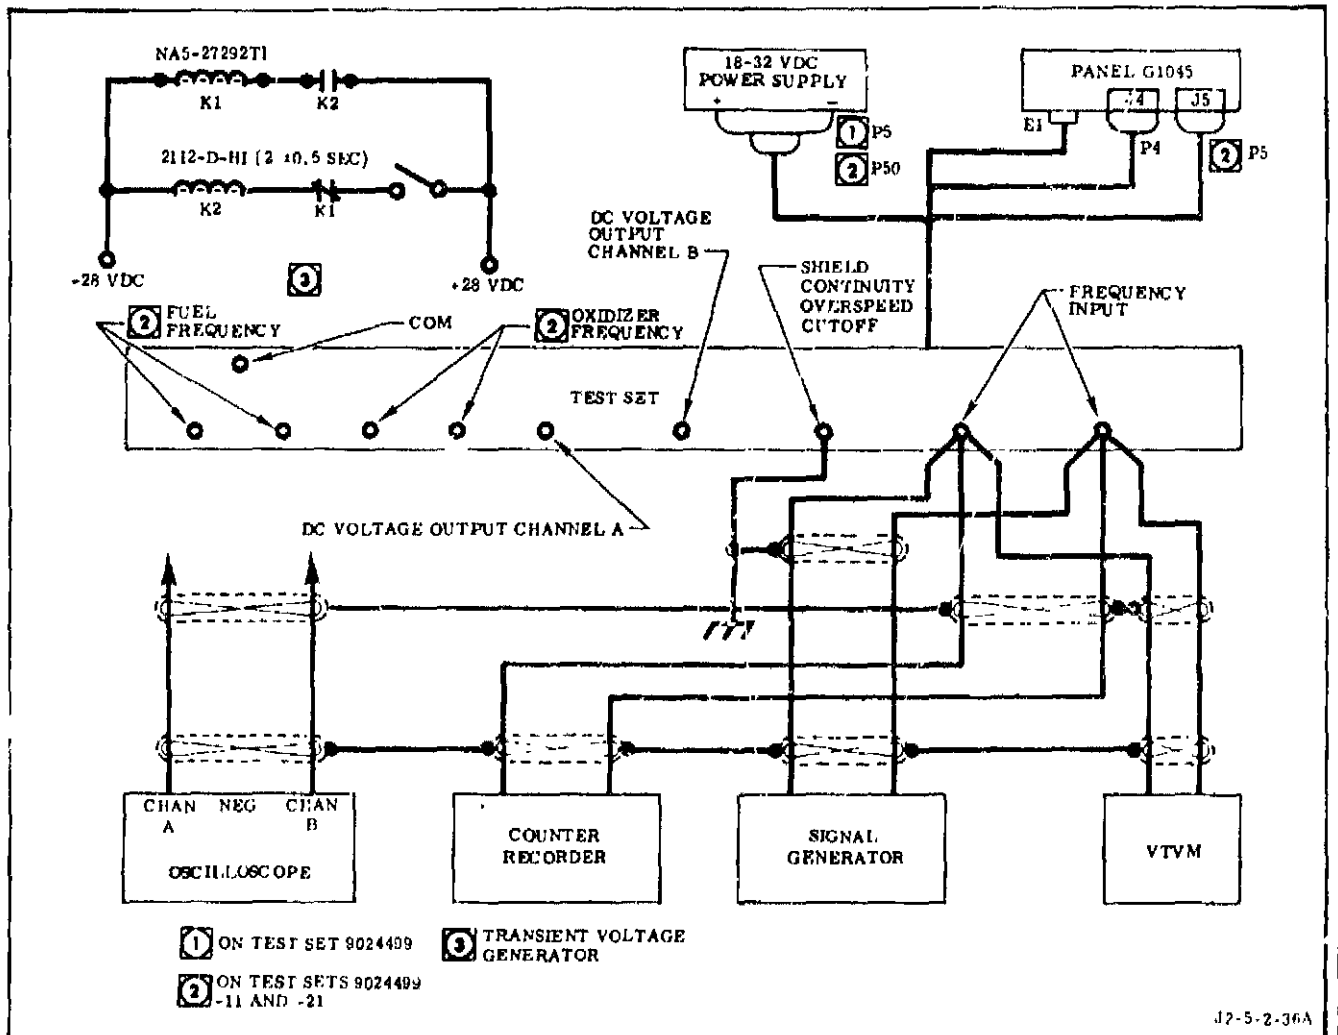 NA5-27292T1
K1
K2
2112-D-HI (2 ±0.5 SEC)
K2
K1
+28 VDC
+28 VDC
3
18-32 VDC
POWER SUPPLY
+ −
1 P5
2 P50
PANEL G1045
J4
J5
E1
P4
2 P5
2 FUEL
FREQUENCY
COM
2 OXIDIZER
FREQUENCY
DC VOLTAGE
OUTPUT
CHANNEL B
SHIELD
CONTINUITY
OVERSPEED
CUTOFF
FREQUENCY
INPUT
TEST SET
DC VOLTAGE OUTPUT CHANNEL A
CHAN
A
NEG
CHAN
B
OSCILLOSCOPE
COUNTER
RECORDER
SIGNAL
GENERATOR
VTVM
1 ON TEST SET 9024499
2 ON TEST SETS 9024499
-11 AND -21
3 TRANSIENT VOLTAGE
GENERATOR
J2-5-2-36A